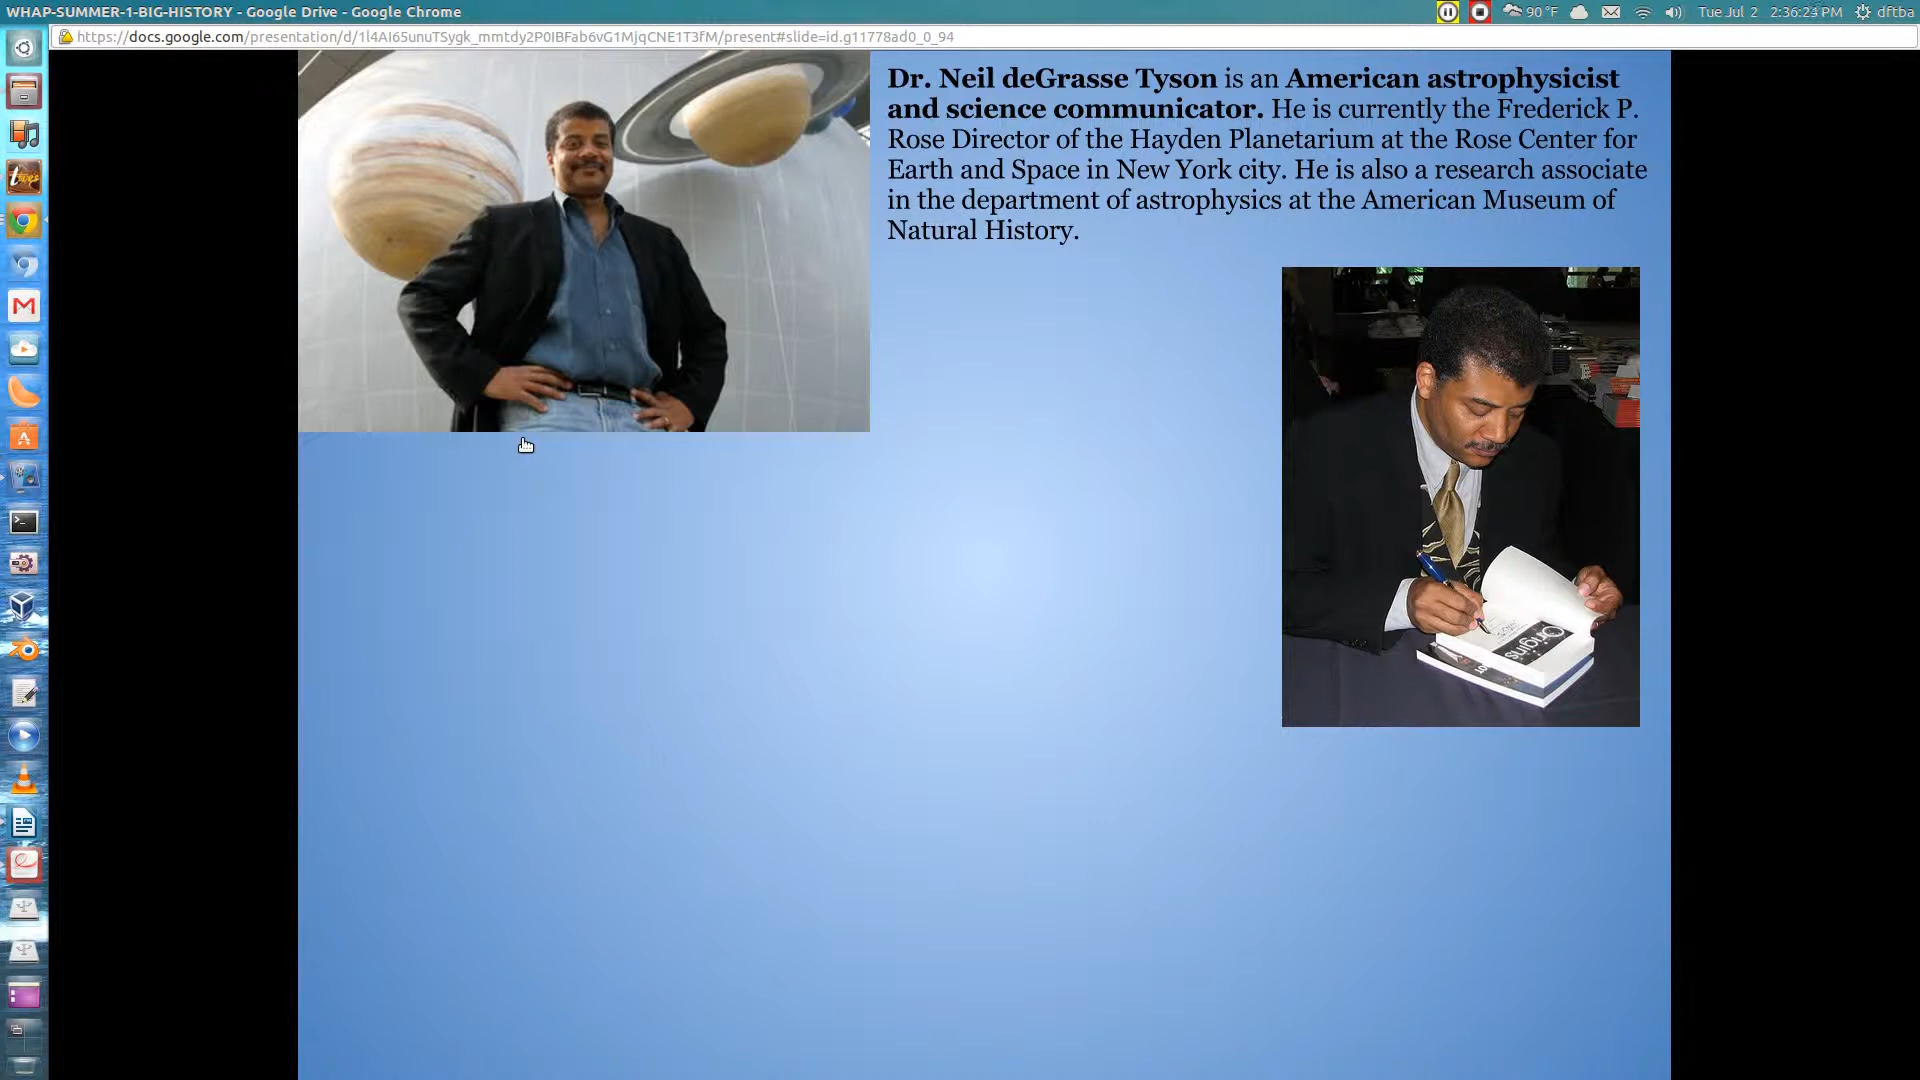 WHAP-SUMMER-1-BIG-HISTORY - Google Drive - Google Chrome
90 °F
Tue Jul 2 2:36:23 PM
dftba
https://docs.google.com/presentation/d/1l4AI65unuTSygk_mmtdy2P0IBFab6vG1MjqCNE1T3fM/present#slide=id.g11778ad0_0_94
Dr. Neil deGrasse Tyson is an American astrophysicist
and science communicator. He is currently the Frederick P.
Rose Director of the Hayden Planetarium at the Rose Center for
Earth and Space in New York city. He is also a research associate
in the department of astrophysics at the American Museum of
Natural History.
Origins